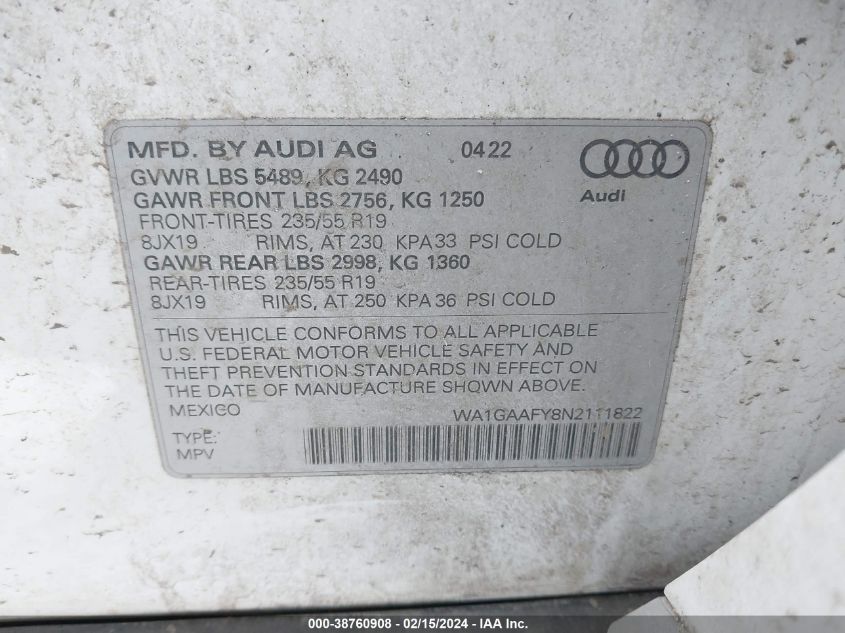 MFD. BY AUDI AG 0422
GVWR LBS 5489, KG 2490
GAWR FRONT LBS 2756, KG 1250
Audi
FRONT-TIRES 235/55 R19
8JX19 RIMS, AT 230 KPA 33 PSI COLD
GAWR REAR LBS 2998, KG 1360
REAR-TIRES 235/55 R19
8JX19 RIMS, AT 250 KPA 36 PSI COLD
THIS VEHICLE CONFORMS TO ALL APPLICABLE
U.S. FEDERAL MOTOR VEHICLE SAFETY AND
THEFT PREVENTION STANDARDS IN EFFECT ON
THE DATE OF MANUFACTURE SHOWN ABOVE.
MEXICO WA1GAAFY8N2111822
TYPE:
MPV
000-38760908 - 02/15/2024 - COPYRIGHT IAA, Inc.